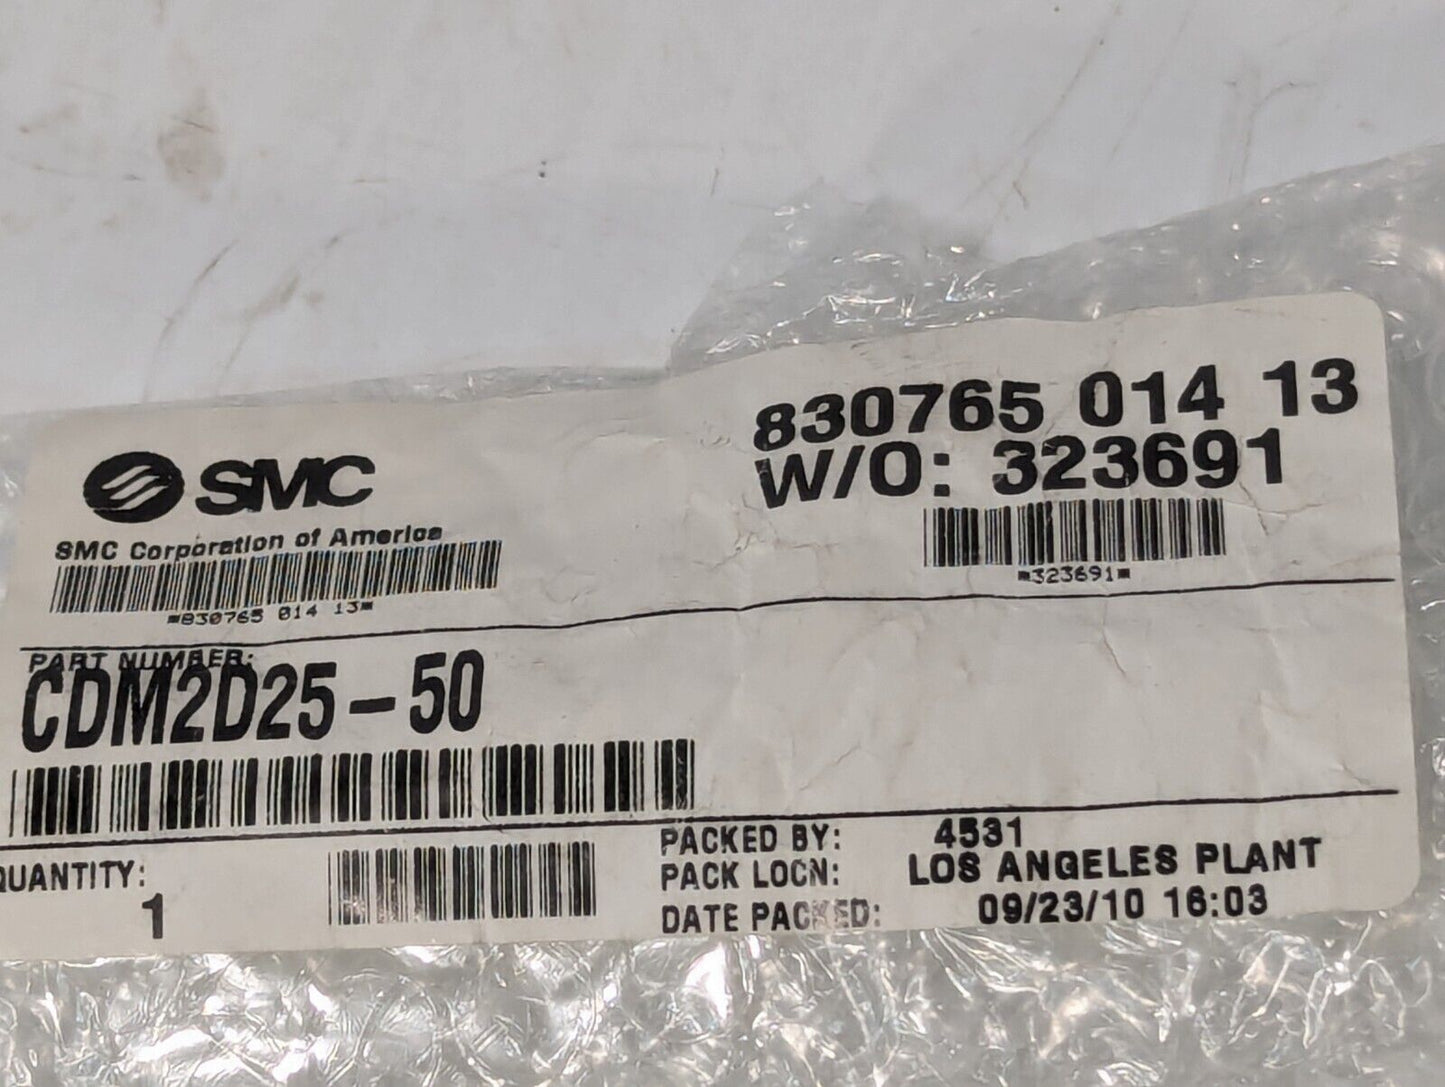 SMC
SMC Corporation of America
*830765 014 13*
830765 014 13
W/O: 323691
*323691*
PART NUMBER:
CDM2D25-50
QUANTITY:
1
PACKED BY: 4531
PACK LOCN: LOS ANGELES PLANT
DATE PACKED: 09/23/10 16:03